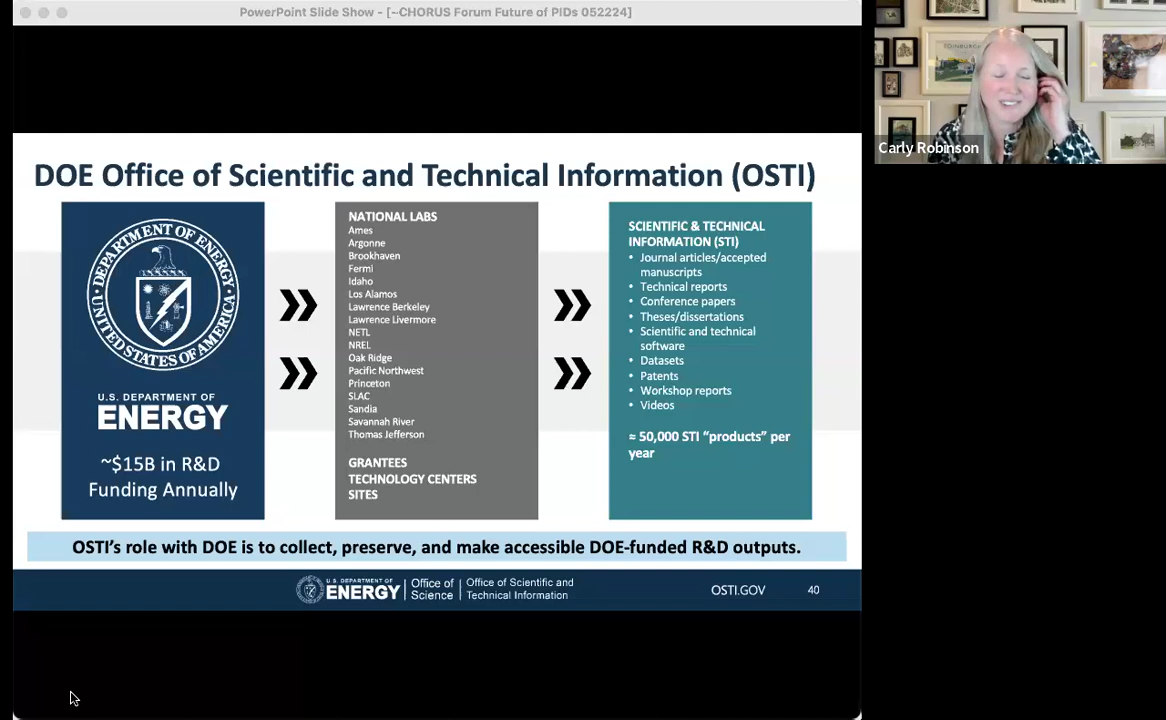 PowerPoint Slide Show - [~CHORUS Forum Future of PIDs 052224]
DOE Office of Scientific and Technical Information (OSTI)
DEPARTMENT OF ENERGY
UNITED STATES OF AMERICA
U.S. DEPARTMENT OF
ENERGY
~$15B in R&D
Funding Annually
NATIONAL LABS
Ames
Argonne
Brookhaven
Fermi
Idaho
Los Alamos
Lawrence Berkeley
Lawrence Livermore
NETL
NREL
Oak Ridge
Pacific Northwest
Princeton
SLAC
Sandia
Savannah River
Thomas Jefferson
GRANTEES
TECHNOLOGY CENTERS
SITES
SCIENTIFIC & TECHNICAL
INFORMATION (STI)
• Journal articles/accepted
manuscripts
• Technical reports
• Conference papers
• Theses/dissertations
• Scientific and technical
software
• Datasets
• Patents
• Workshop reports
• Videos
≈ 50,000 STI “products” per
year
OSTI’s role with DOE is to collect, preserve, and make accessible DOE-funded R&D outputs.
U.S. DEPARTMENT OF
ENERGY
Office of
Science
Office of Scientific and
Technical Information
OSTI.GOV
40
EDINBURGH
Carly Robinson